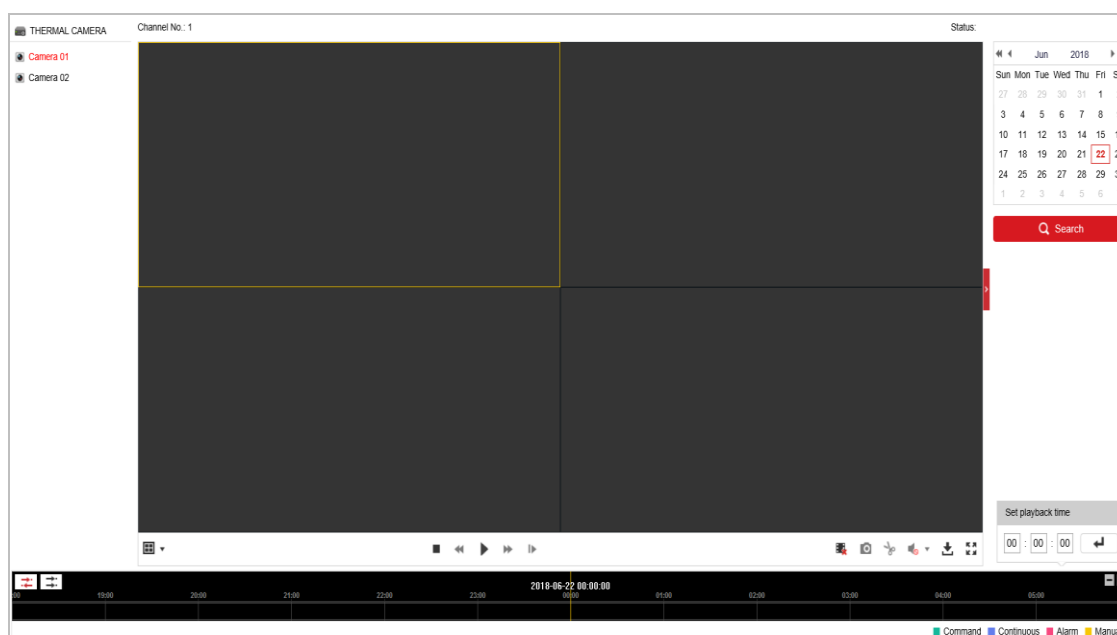 THERMAL CAMERA
Channel No.: 1
Status:
Camera 01
Camera 02
Jun 2018
Sun Mon Tue Wed Thu Fri S
27 28 29 30 31 1
3 4 5 6 7 8
10 11 12 13 14 15
17 18 19 20 21 22
24 25 26 27 28 29
1 2 3 4 5 6
Search
Set playback time
00 : 00 : 00
2018-06-22 00:00:00
:00 19:00 20:00 21:00 22:00 23:00 00:00 01:00 02:00 03:00 04:00 05:00
Command Continuous Alarm Manu